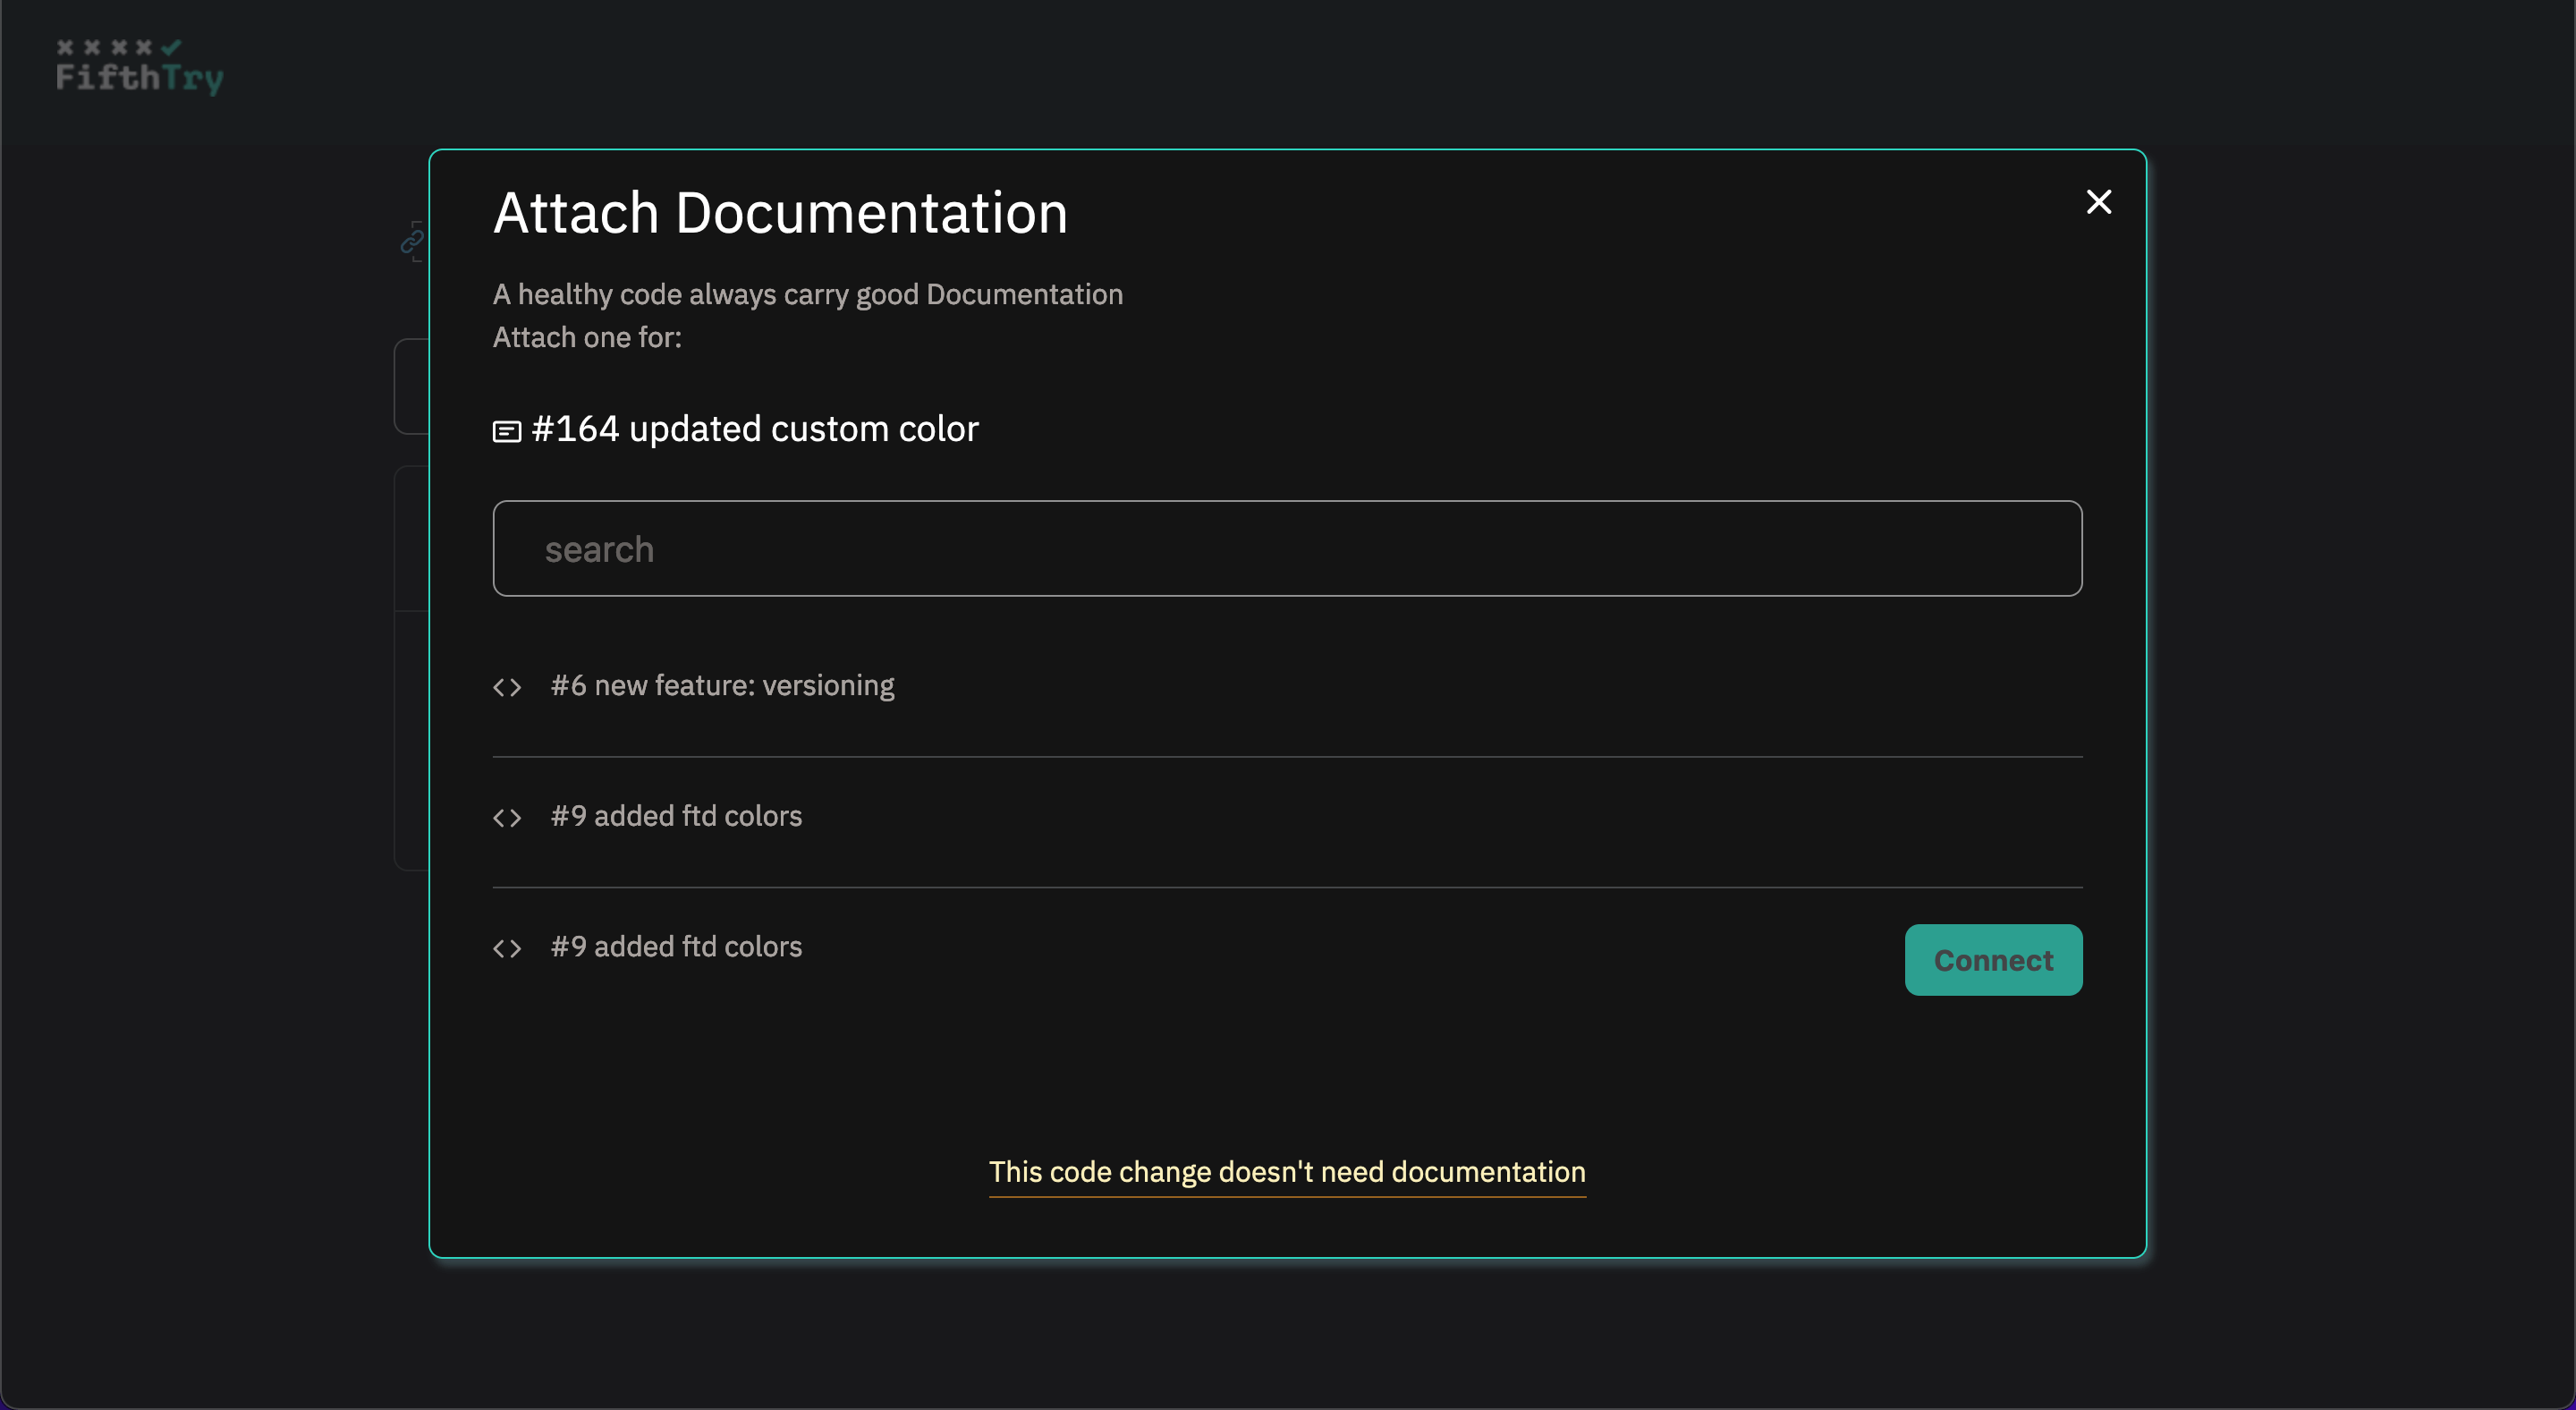 FifthTry
Attach Documentation
A healthy code always carry good Documentation
Attach one for:
#164 updated custom color
search
#6 new feature: versioning
#9 added ftd colors
#9 added ftd colors
Connect
This code change doesn't need documentation